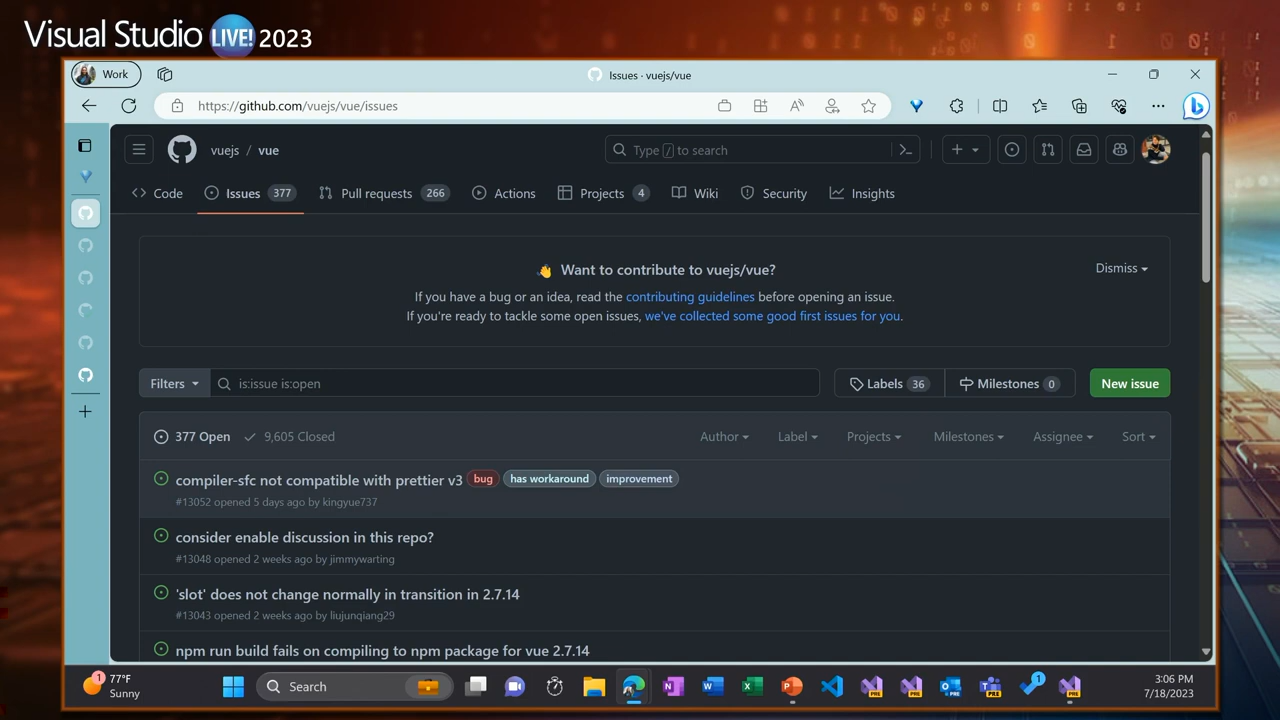 Visual Studio LIVE! 2023
Work
Issues · vuejs/vue
https://github.com/vuejs/vue/issues
vuejs / vue
Type / to search
Code
Issues 377
Pull requests 266
Actions
Projects 4
Wiki
Security
Insights
Want to contribute to vuejs/vue?
Dismiss
If you have a bug or an idea, read the contributing guidelines before opening an issue.
If you're ready to tackle some open issues, we've collected some good first issues for you.
Filters
is:issue is:open
Labels 36
Milestones 0
New issue
377 Open
9,605 Closed
Author
Label
Projects
Milestones
Assignee
Sort
compiler-sfc not compatible with prettier v3 bug has workaround improvement
#13052 opened 5 days ago by kingyue737
consider enable discussion in this repo?
#13048 opened 2 weeks ago by jimmywarting
'slot' does not change normally in transition in 2.7.14
#13043 opened 2 weeks ago by liujunqiang29
npm run build fails on compiling to npm package for vue 2.7.14
1
77°F
Sunny
Search
PRE
PRE
PRE
PRE
1
PRE
3:06 PM
7/18/2023